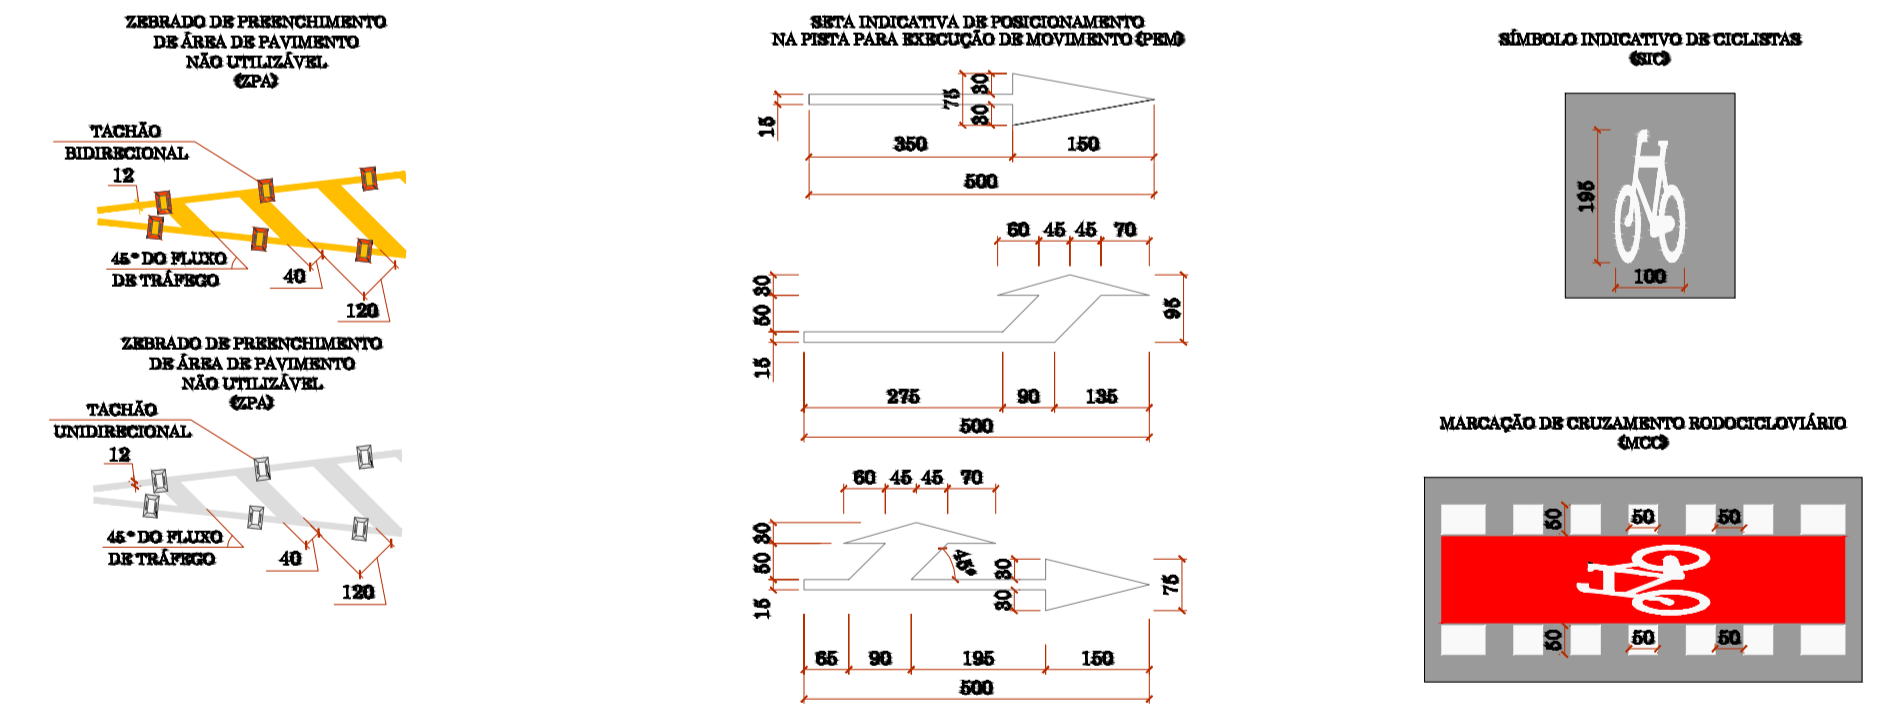 ZEBRADO DE PREENCHIMENTO
DE ÁREA DE PAVIMENTO
NÃO UTILIZÁVEL
(ZPA)
TACHÃO
BIDIRECIONAL
12
45° DO FLUXO
DE TRÁFEGO
40
120
ZEBRADO DE PREENCHIMENTO
DE ÁREA DE PAVIMENTO
NÃO UTILIZÁVEL
(ZPA)
TACHÃO
UNIDIRECIONAL
12
45° DO FLUXO
DE TRÁFEGO
40
120
SETA INDICATIVA DE POSICIONAMENTO
NA PISTA PARA EXECUÇÃO DE MOVIMENTO (PEM)
15
75
30
30
350
150
500
60 45 45 70
30
50
15
95
275
90
135
500
60 45 45 70
30
50
15
45°
30
30
75
65
90
195
150
500
SÍMBOLO INDICATIVO DE CICLISTAS
(SIC)
195
100
MARCAÇÃO DE CRUZAMENTO RODOCICLOVIÁRIO
(MCC)
50
50
50
50
50
50